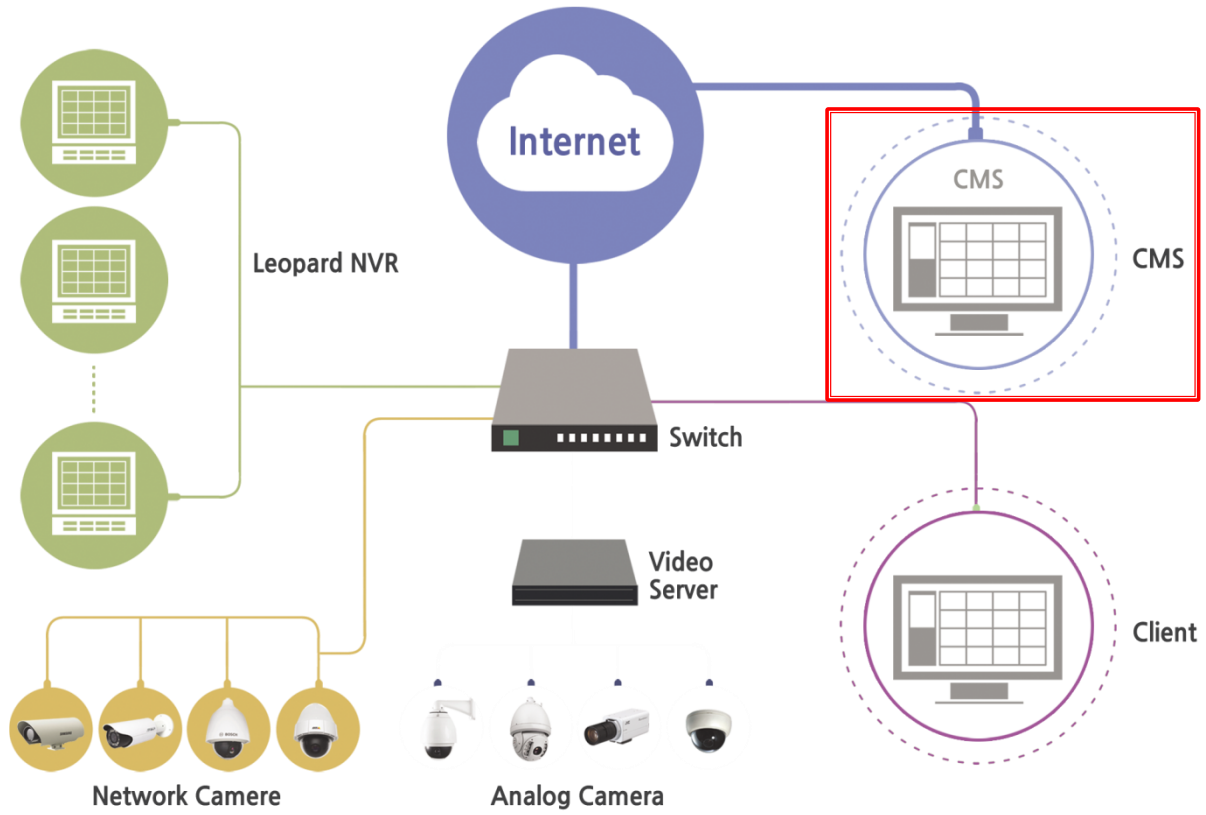 Internet
CMS
CMS
Leopard NVR
Switch
Video
Server
Client
Network Camere
Analog Camera